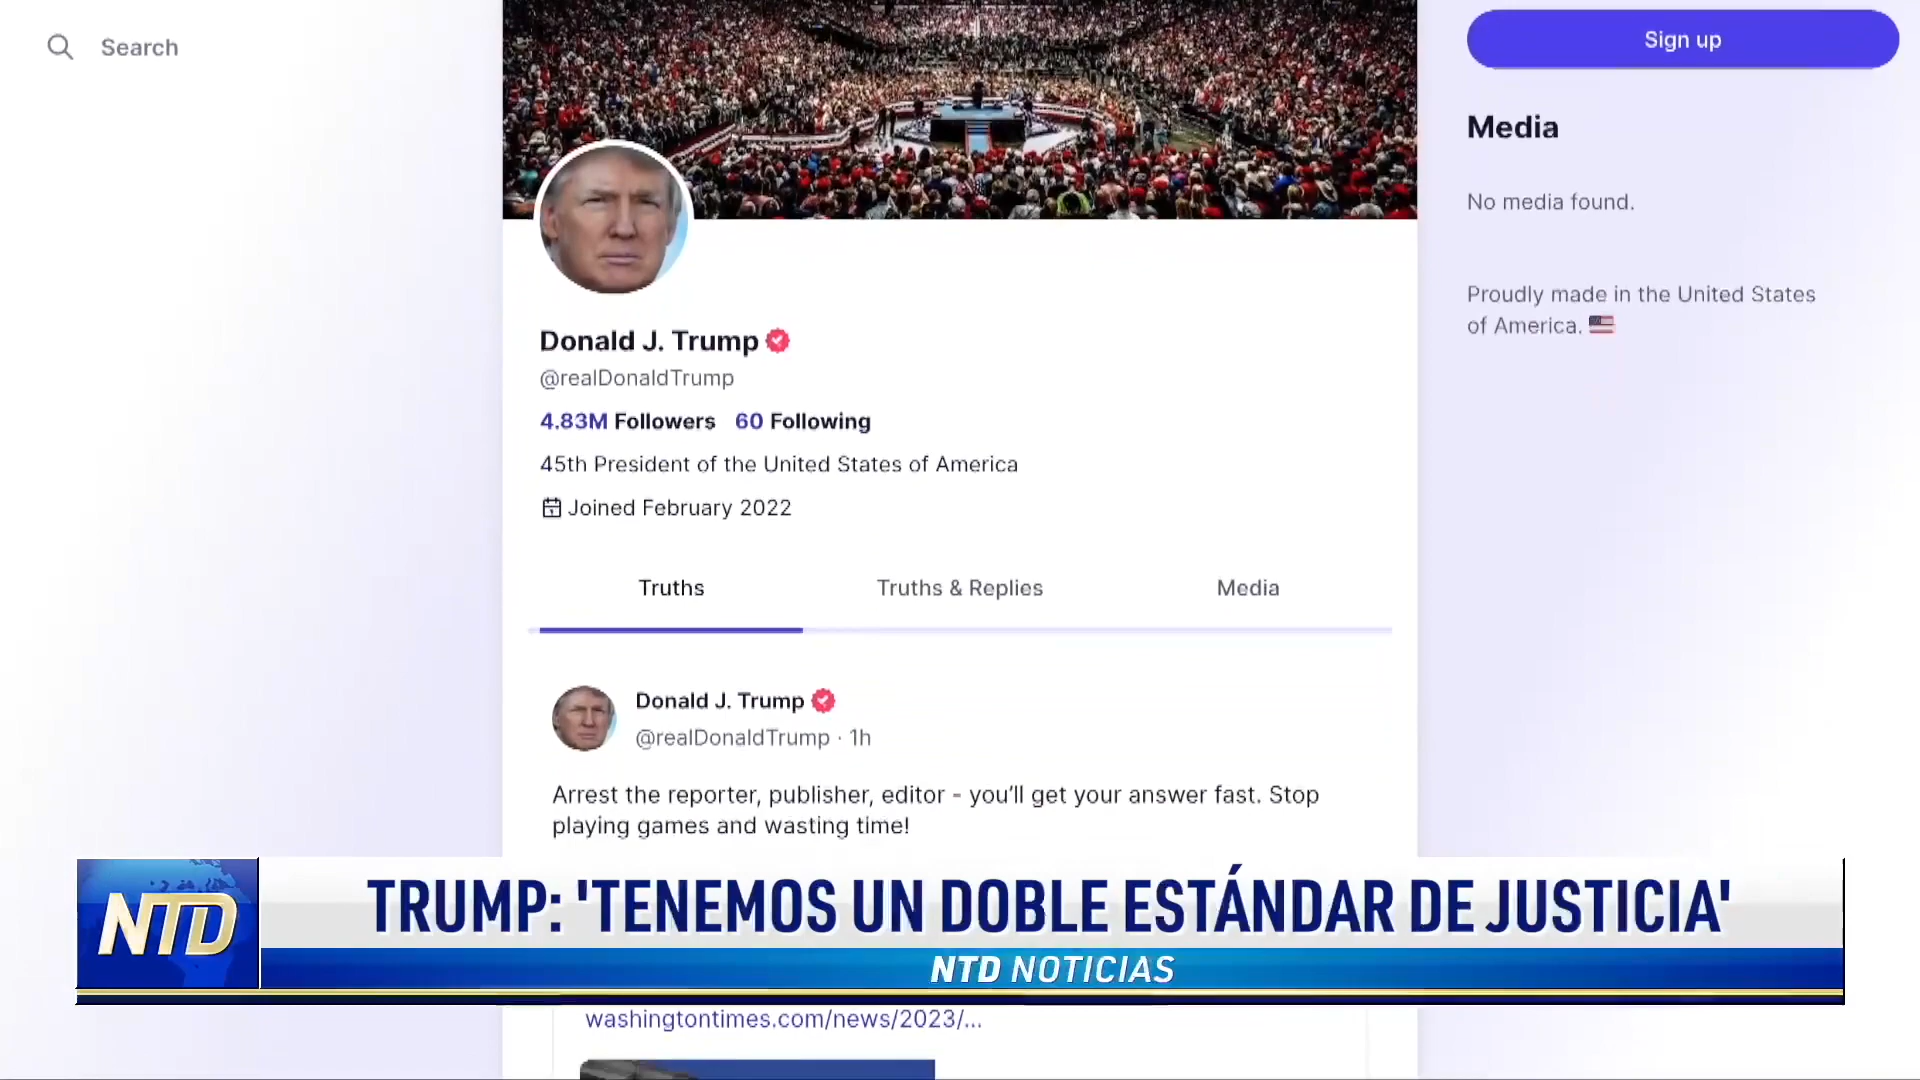 Search
Sign up
Media
No media found.
Proudly made in the United States
of America. 🇺🇸
Donald J. Trump
@realDonaldTrump
4.83M Followers 60 Following
45th President of the United States of America
Joined February 2022
Truths Truths & Replies Media
Donald J. Trump
@realDonaldTrump · 1h
Arrest the reporter, publisher, editor - you’ll get your answer fast. Stop
playing games and wasting time!
NTD
TRUMP: 'TENEMOS UN DOBLE ESTÁNDAR DE JUSTICIA'
NTD NOTICIAS
washingtontimes.com/news/2023/...